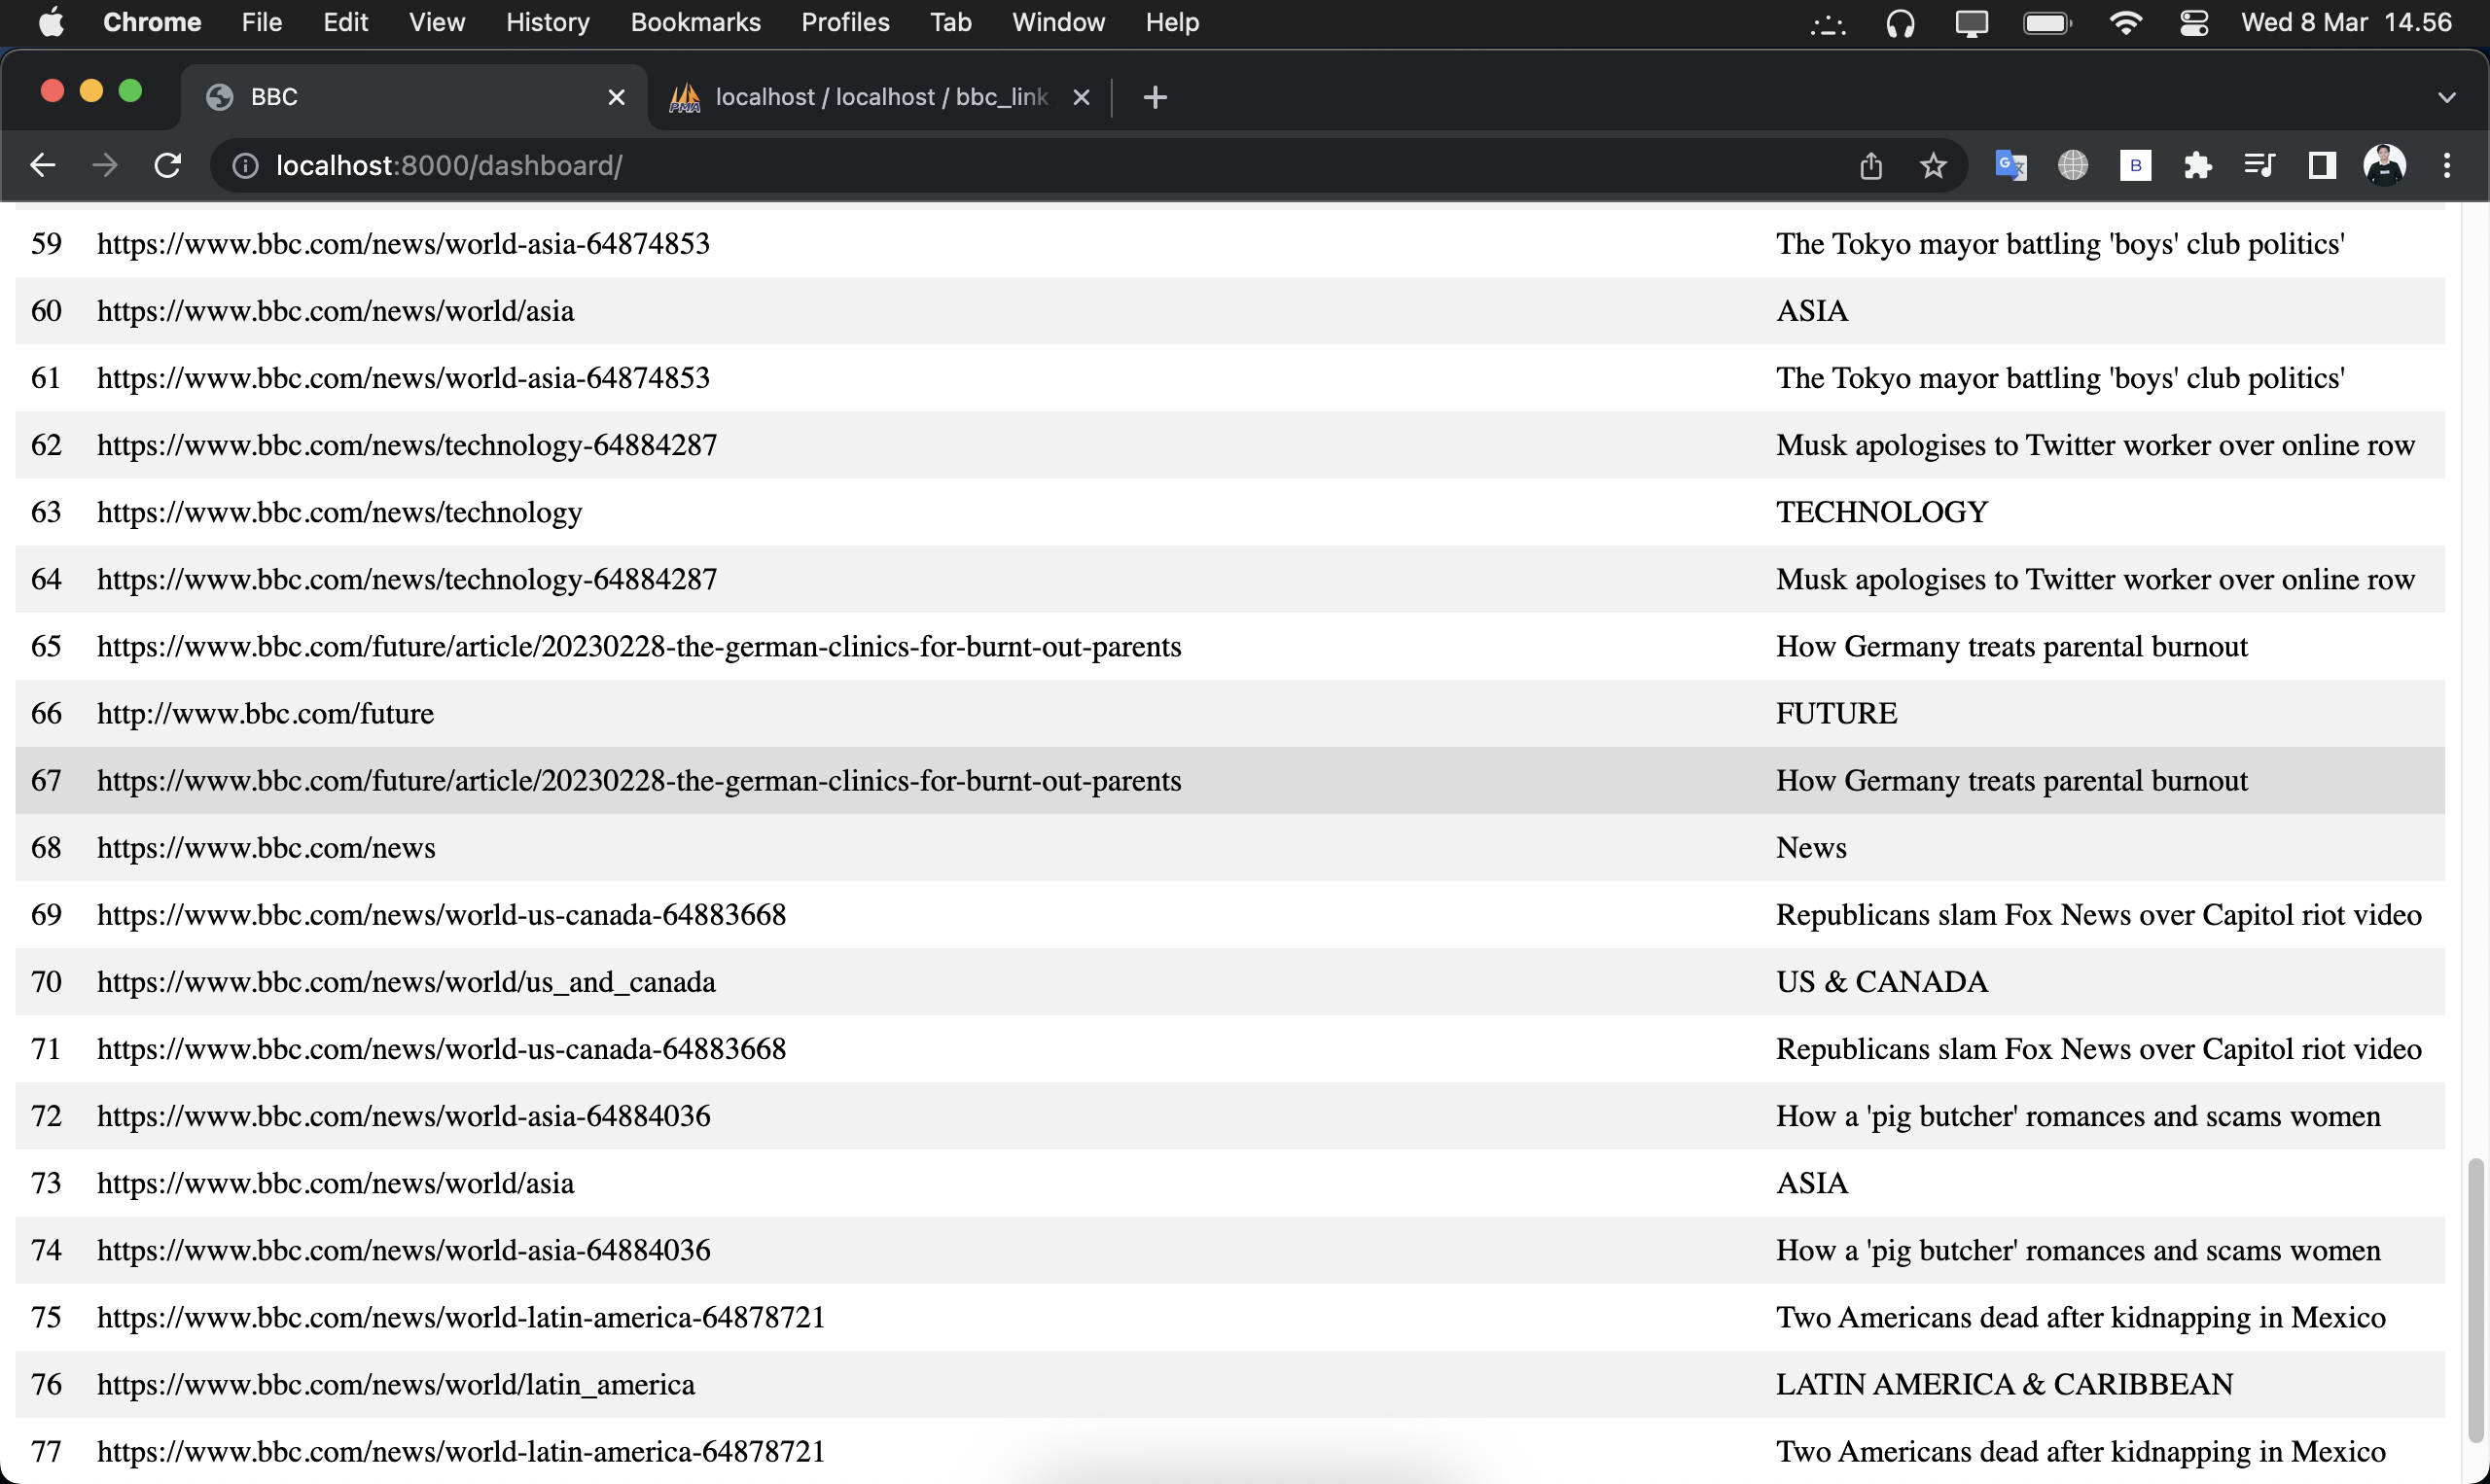 Chrome File Edit View History Bookmarks Profiles Tab Window Help Wed 8 Mar 14.56
BBC localhost / localhost / bbc_link
localhost:8000/dashboard/
59 https://www.bbc.com/news/world-asia-64874853 The Tokyo mayor battling 'boys' club politics'
60 https://www.bbc.com/news/world/asia ASIA
61 https://www.bbc.com/news/world-asia-64874853 The Tokyo mayor battling 'boys' club politics'
62 https://www.bbc.com/news/technology-64884287 Musk apologises to Twitter worker over online row
63 https://www.bbc.com/news/technology TECHNOLOGY
64 https://www.bbc.com/news/technology-64884287 Musk apologises to Twitter worker over online row
65 https://www.bbc.com/future/article/20230228-the-german-clinics-for-burnt-out-parents How Germany treats parental burnout
66 http://www.bbc.com/future FUTURE
67 https://www.bbc.com/future/article/20230228-the-german-clinics-for-burnt-out-parents How Germany treats parental burnout
68 https://www.bbc.com/news News
69 https://www.bbc.com/news/world-us-canada-64883668 Republicans slam Fox News over Capitol riot video
70 https://www.bbc.com/news/world/us_and_canada US & CANADA
71 https://www.bbc.com/news/world-us-canada-64883668 Republicans slam Fox News over Capitol riot video
72 https://www.bbc.com/news/world-asia-64884036 How a 'pig butcher' romances and scams women
73 https://www.bbc.com/news/world/asia ASIA
74 https://www.bbc.com/news/world-asia-64884036 How a 'pig butcher' romances and scams women
75 https://www.bbc.com/news/world-latin-america-64878721 Two Americans dead after kidnapping in Mexico
76 https://www.bbc.com/news/world/latin_america LATIN AMERICA & CARIBBEAN
77 https://www.bbc.com/news/world-latin-america-64878721 Two Americans dead after kidnapping in Mexico